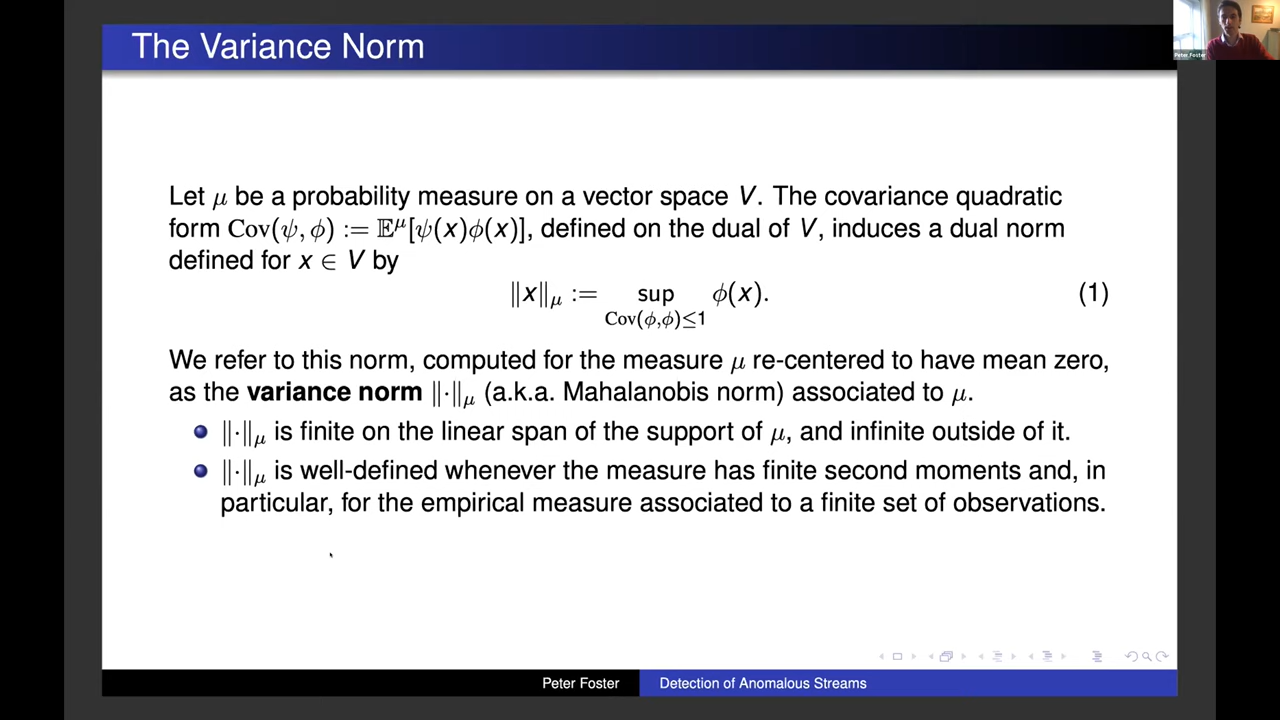 The Variance Norm
Peter Foster
Let μ be a probability measure on a vector space V. The covariance quadratic
form Cov(ψ, ϕ) := 𝔼^μ[ψ(x)ϕ(x)], defined on the dual of V, induces a dual norm
defined for x ∈ V by
‖x‖_μ := sup_{Cov(ϕ,ϕ)≤1} ϕ(x). (1)
We refer to this norm, computed for the measure μ re-centered to have mean zero,
as the variance norm ‖·‖_μ (a.k.a. Mahalanobis norm) associated to μ.
‖·‖_μ is finite on the linear span of the support of μ, and infinite outside of it.
‖·‖_μ is well-defined whenever the measure has finite second moments and, in
particular, for the empirical measure associated to a finite set of observations.
Peter Foster Detection of Anomalous Streams